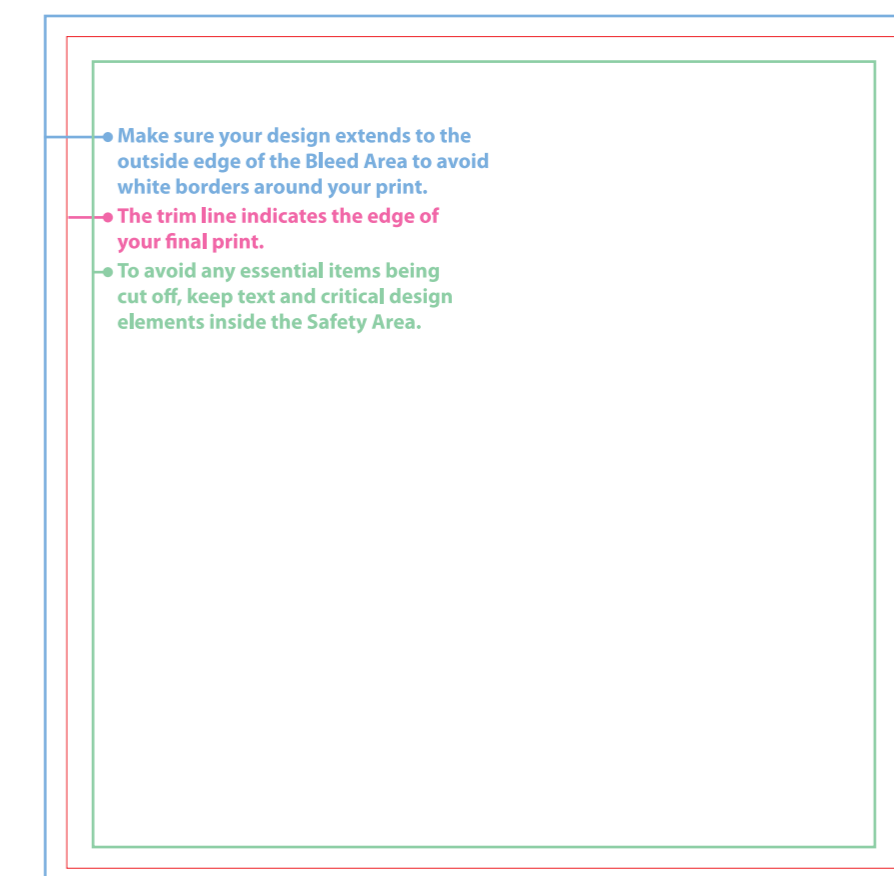 Make sure your design extends to the
outside edge of the Bleed Area to avoid
white borders around your print.
The trim line indicates the edge of
your final print.
To avoid any essential items being
cut off, keep text and critical design
elements inside the Safety Area.